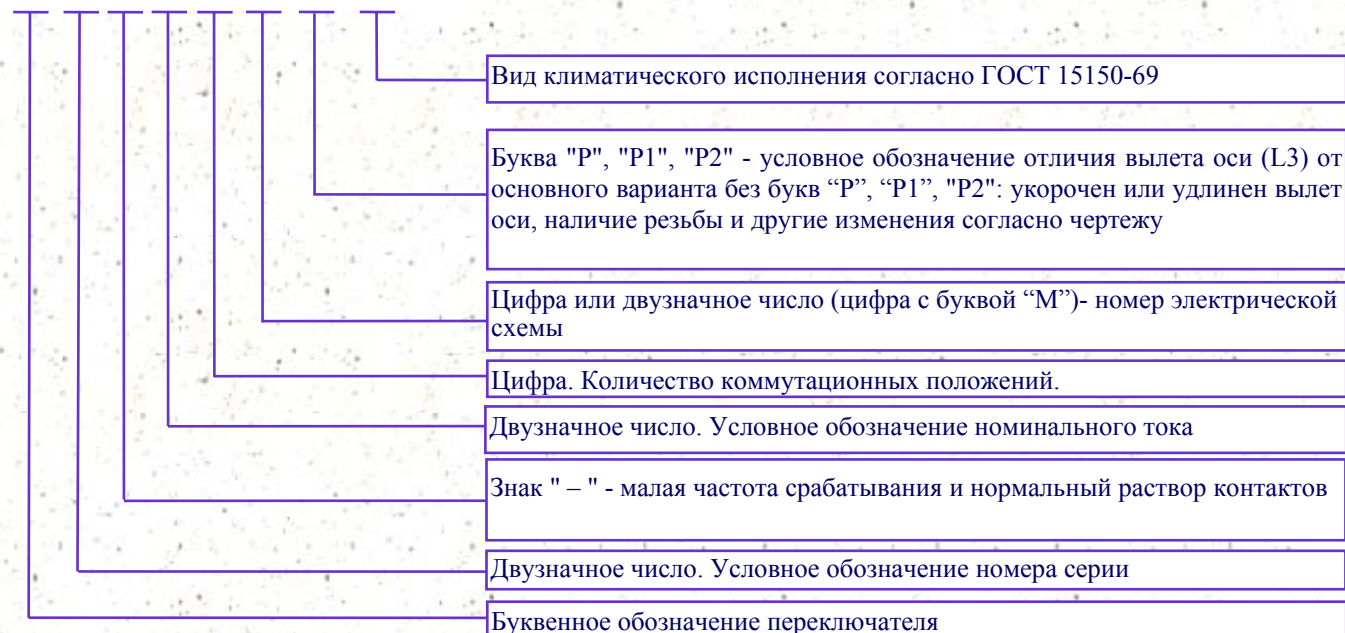 Вид климатического исполнения согласно ГОСТ 15150-69
Буква "Р", "Р1", "Р2" - условное обозначение отличия вылета оси (L3) от
основного варианта без букв “Р”, “Р1”, "Р2": укорочен или удлинен вылет
оси, наличие резьбы и другие изменения согласно чертежу
Цифра или двузначное число (цифра с буквой “М”)- номер электрической
схемы
Цифра. Количество коммутационных положений.
Двузначное число. Условное обозначение номинального тока
Знак " – " - малая частота срабатывания и нормальный раствор контактов
Двузначное число. Условное обозначение номера серии
Буквенное обозначение переключателя